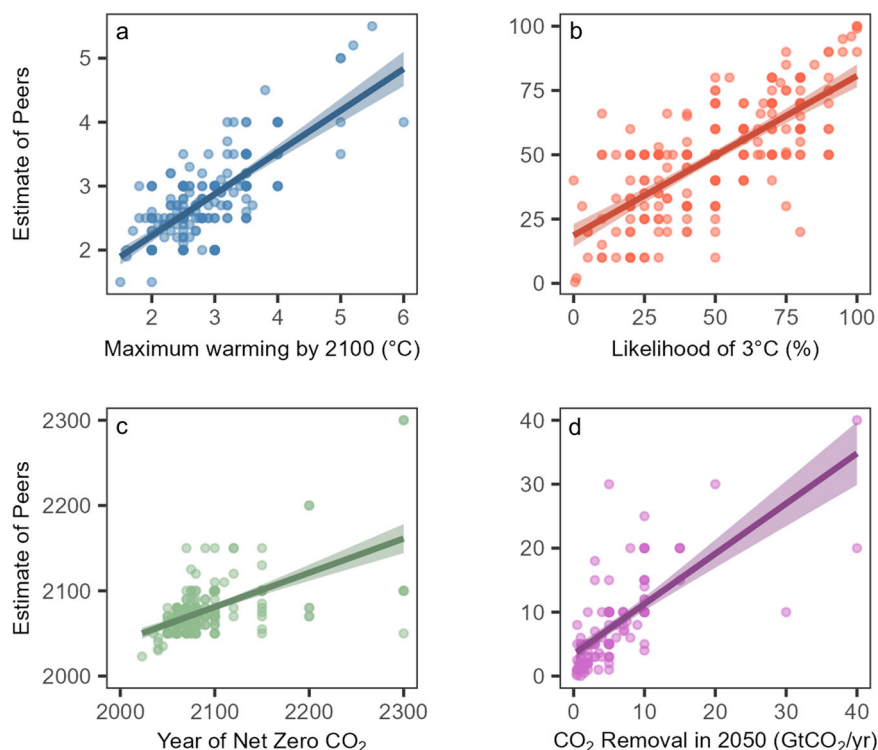 a
Estimate of Peers
5
4
3
2
2 3 4 5 6
Maximum warming by 2100 (°C)
b
100
75
50
25
0
0 25 50 75 100
Likelihood of 3°C (%)
c
Estimate of Peers
2300
2200
2100
2000
2000 2100 2200 2300
Year of Net Zero CO₂
d
40
30
20
10
0
0 10 20 30 40
CO₂ Removal in 2050 (GtCO₂/yr)